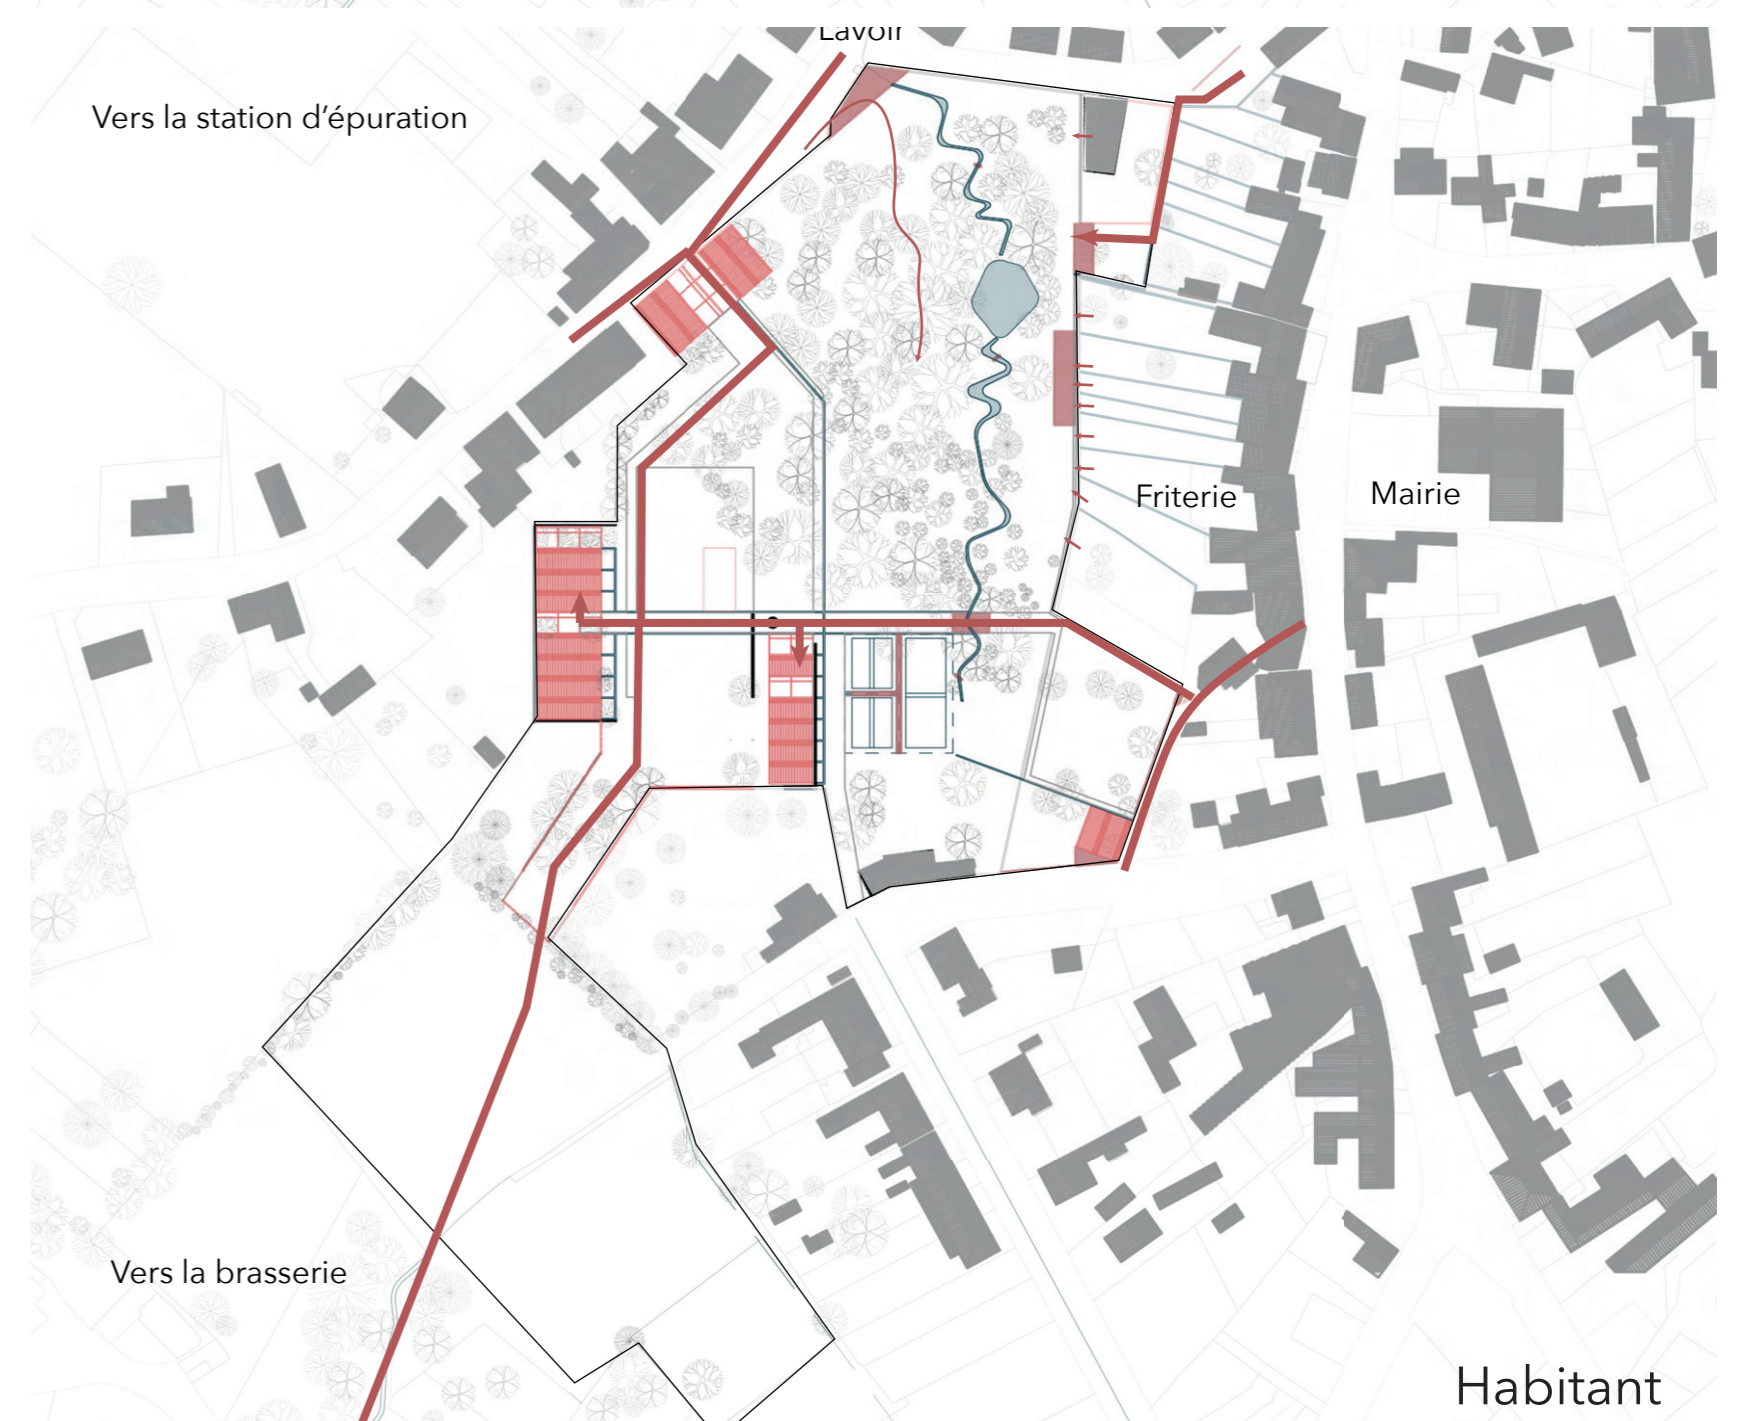 Lavoir
Vers la station d’épuration
Friterie
Mairie
Vers la brasserie
Habitant